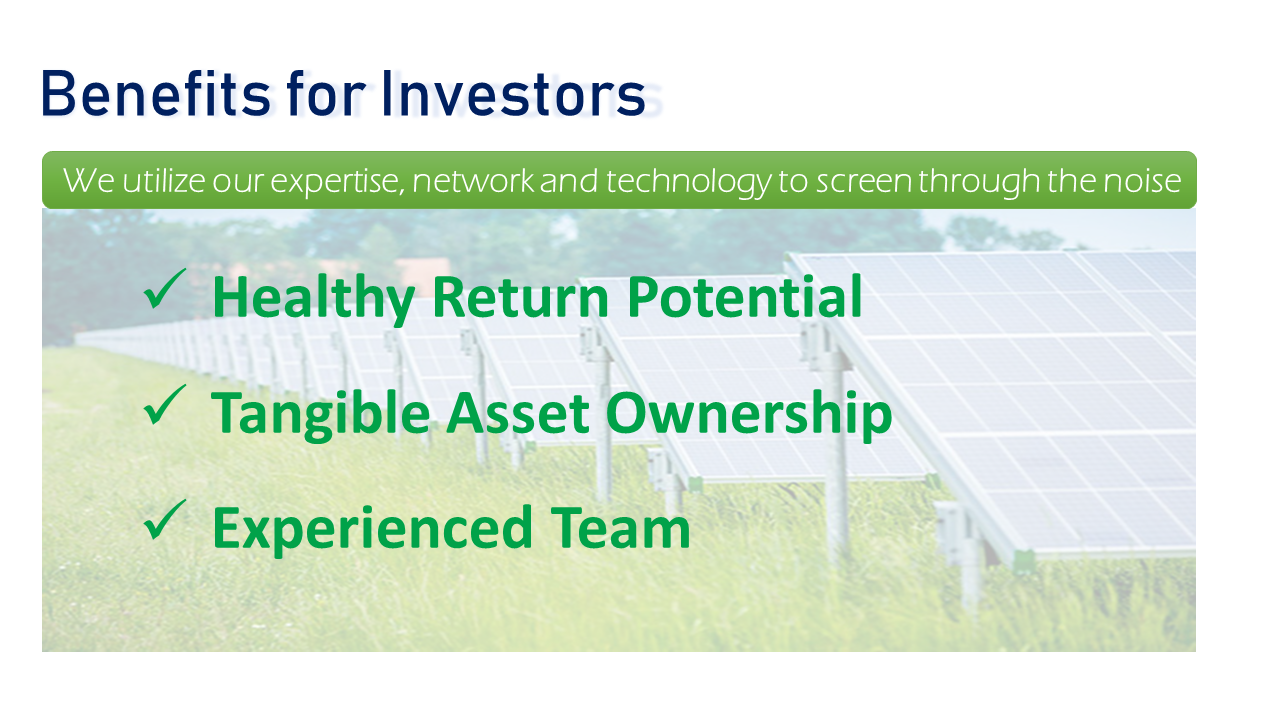 Benefits for Investors
We utilize our expertise, network and technology to screen through the noise
✓ Healthy Return Potential
✓ Tangible Asset Ownership
✓ Experienced Team